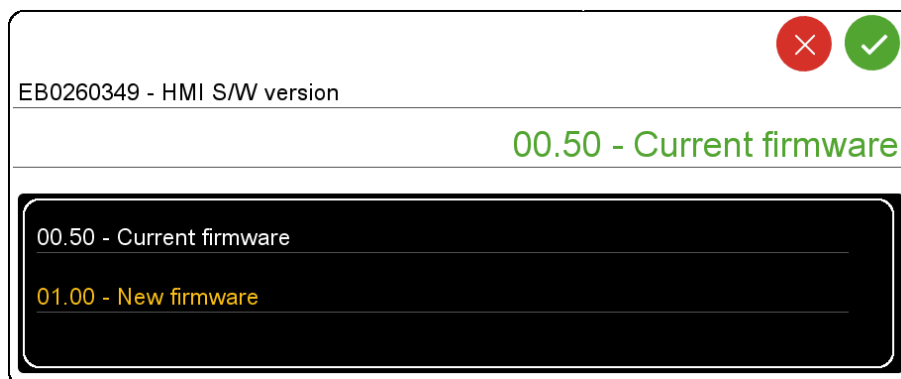 EB0260349 - HMI S/W version
00.50 - Current firmware
00.50 - Current firmware
01.00 - New firmware